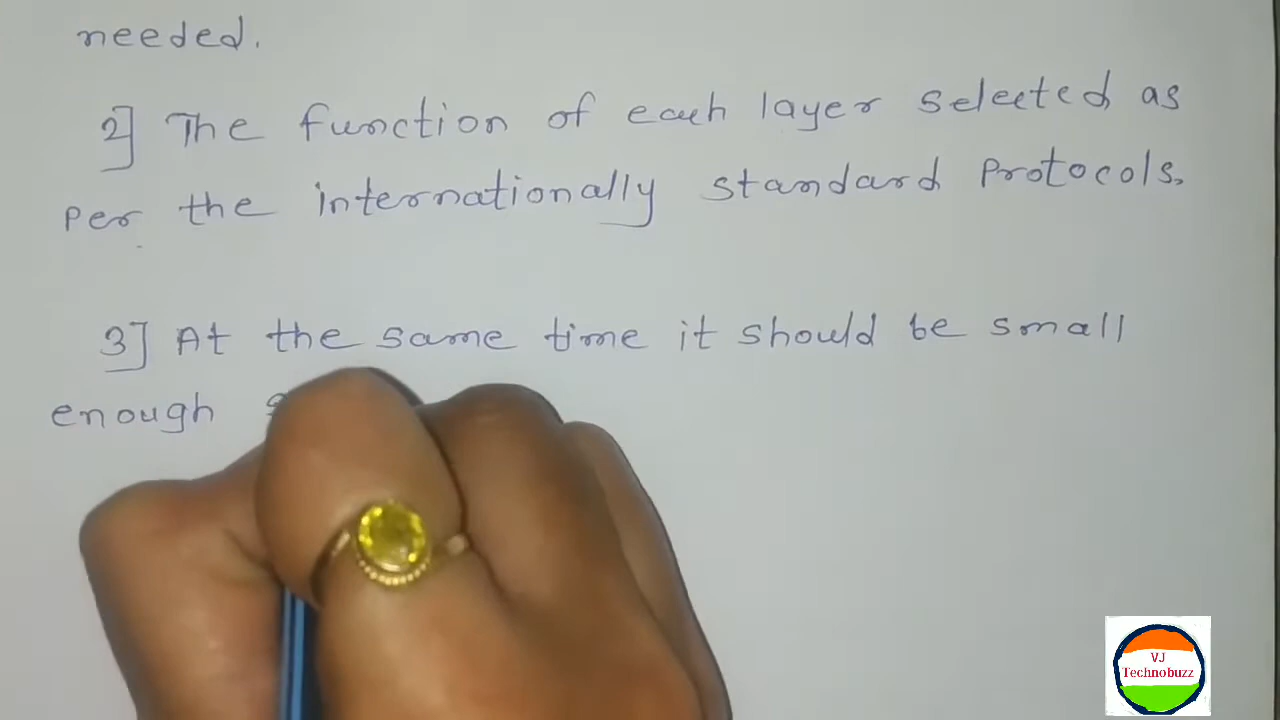 needed.
2] The function of each layer selected as
per the internationally standard protocols.
3] At the same time it should be small
enough
VJ
Technobuzz